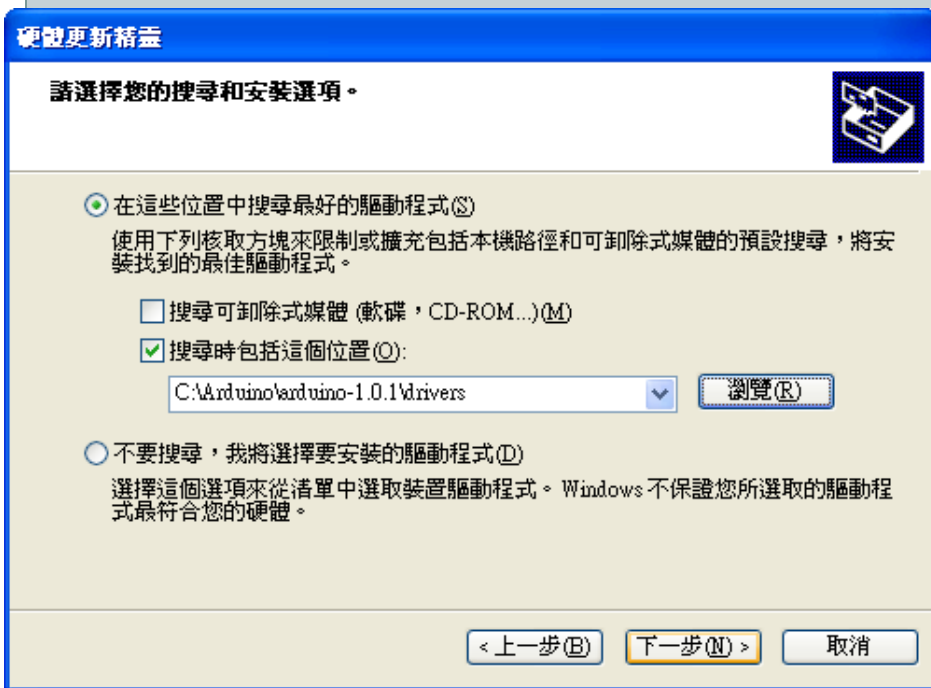 硬體更新精靈
請選擇您的搜尋和安裝選項。
在這些位置中搜尋最好的驅動程式(S)
使用下列核取方塊來限制或擴充包括本機路徑和可卸除式媒體的預設搜尋，將安
裝找到的最佳驅動程式。
搜尋可卸除式媒體 (軟碟，CD-ROM...)(M)
搜尋時包括這個位置(O):
C:\Arduino\arduino-1.0.1\drivers
瀏覽(R)
不要搜尋，我將選擇要安裝的驅動程式(D)
選擇這個選項來從清單中選取裝置驅動程式。Windows 不保證您所選取的驅動程
式最符合您的硬體。
<上一步(B)
下一步(N)>
取消